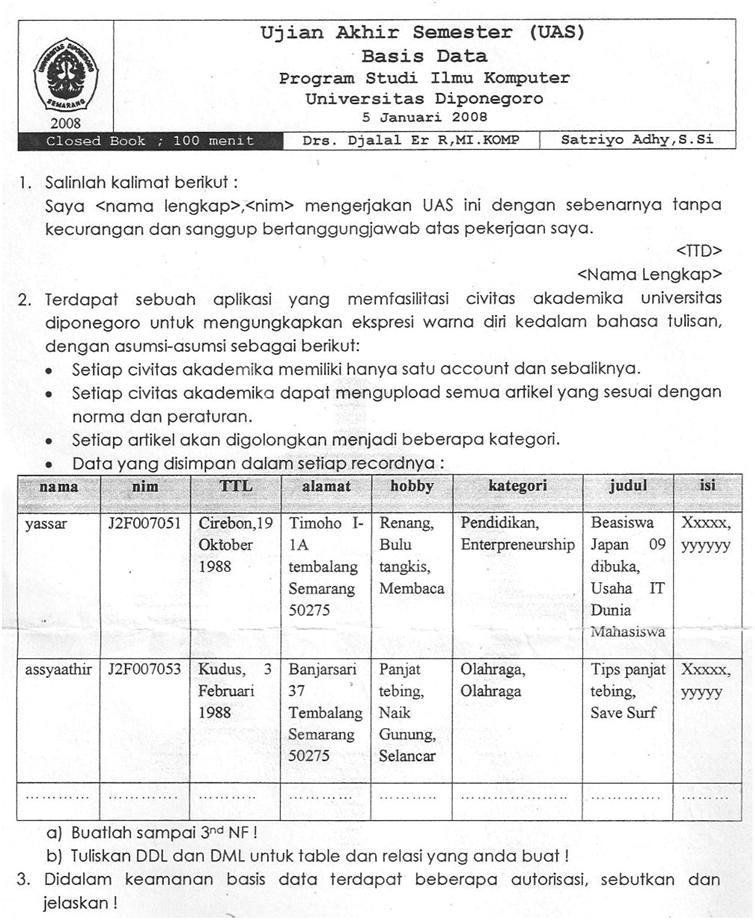 Ujian Akhir Semester (UAS)
Basis Data
Program Studi Ilmu Komputer
Universitas Diponegoro
5 Januari 2008
UNIVERSITAS DIPONEGORO
SEMARANG
2008
Closed Book ; 100 menit
Drs. Djalal Er R,MI.KOMP
Satriyo Adhy,S.Si
1. Salinlah kalimat berikut :
Saya <nama lengkap>,<nim> mengerjakan UAS ini dengan sebenarnya tanpa
kecurangan dan sanggup bertanggungjawab atas pekerjaan saya.
<TTD>
<Nama Lengkap>
2. Terdapat sebuah aplikasi yang memfasilitasi civitas akademika universitas
diponegoro untuk mengungkapkan ekspresi warna diri kedalam bahasa tulisan,
dengan asumsi-asumsi sebagai berikut:
• Setiap civitas akademika memiliki hanya satu account dan sebaliknya.
• Setiap civitas akademika dapat mengupload semua artikel yang sesuai dengan
norma dan peraturan.
• Setiap artikel akan digolongkan menjadi beberapa kategori.
• Data yang disimpan dalam setiap recordnya :
nama nim TTL alamat hobby kategori judul isi
yassar J2F007051 Cirebon,19 Timoho I- Renang, Pendidikan, Beasiswa Xxxxx,
Oktober 1A Bulu Enterpreneurship Japan 09 yyyyyy
1988 tembalang tangkis, dibuka,
Semarang Membaca Usaha IT
50275 Dunia
Mahasiswa
assyaathir J2F007053 Kudus, 3 Banjarsari Panjat Olahraga, Tips panjat Xxxxx,
Februari 37 tebing, Olahraga tebing, yyyyy
1988 Tembalang Naik Save Surf
Semarang Gunung,
50275 Selancar
............ ............ ........... ............ ........... .................... ............. .........
a) Buatlah sampai 3nd NF !
b) Tuliskan DDL dan DML untuk table dan relasi yang anda buat !
3. Didalam keamanan basis data terdapat beberapa autorisasi, sebutkan dan
jelaskan !